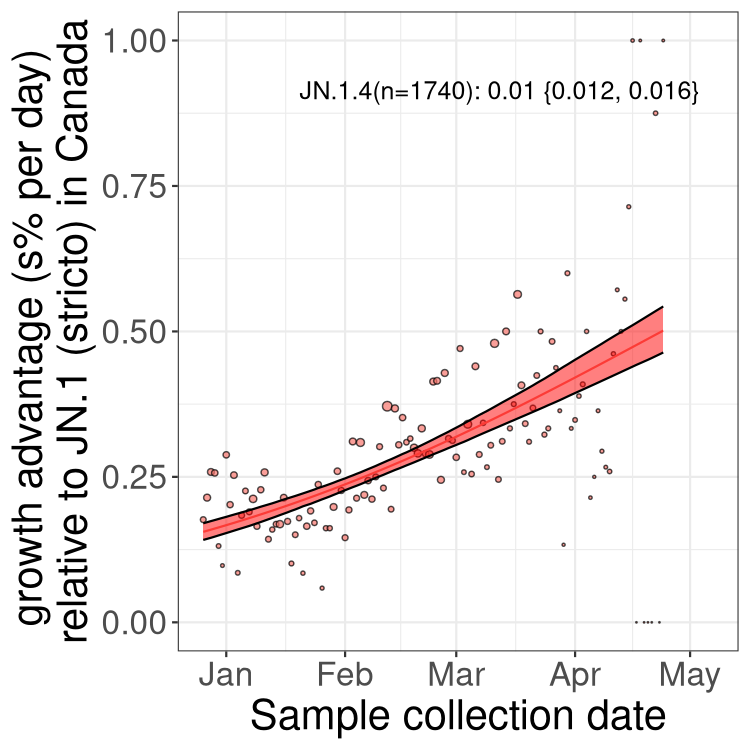 growth advantage (s% per day)
relative to JN.1 (stricto) in Canada
1.00
0.75
0.50
0.25
0.00
JN.1.4(n=1740): 0.01 {0.012, 0.016}
Jan Feb Mar Apr May
Sample collection date